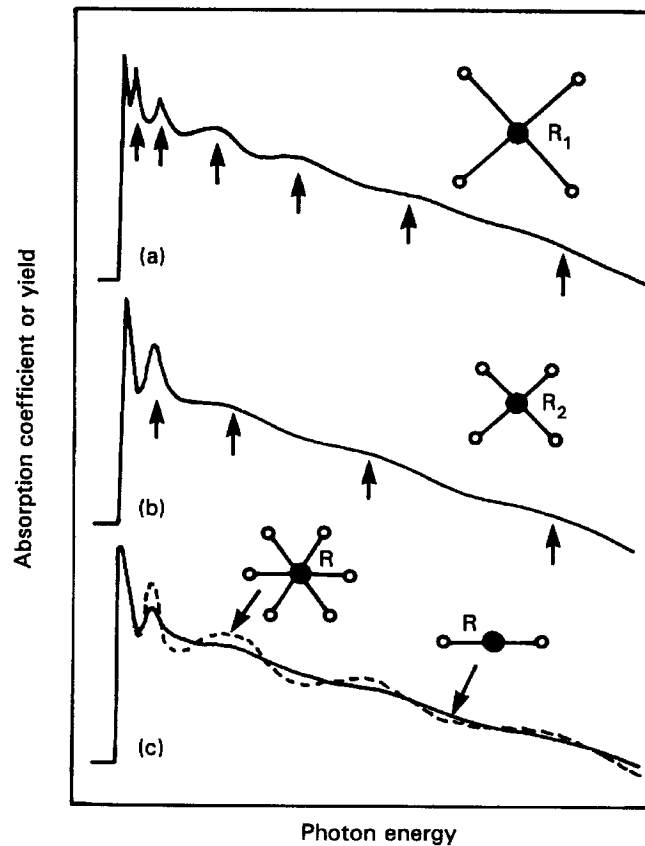 R₁
(a)
Absorption coefficient or yield
R₂
(b)
R
R
(c)
Photon energy